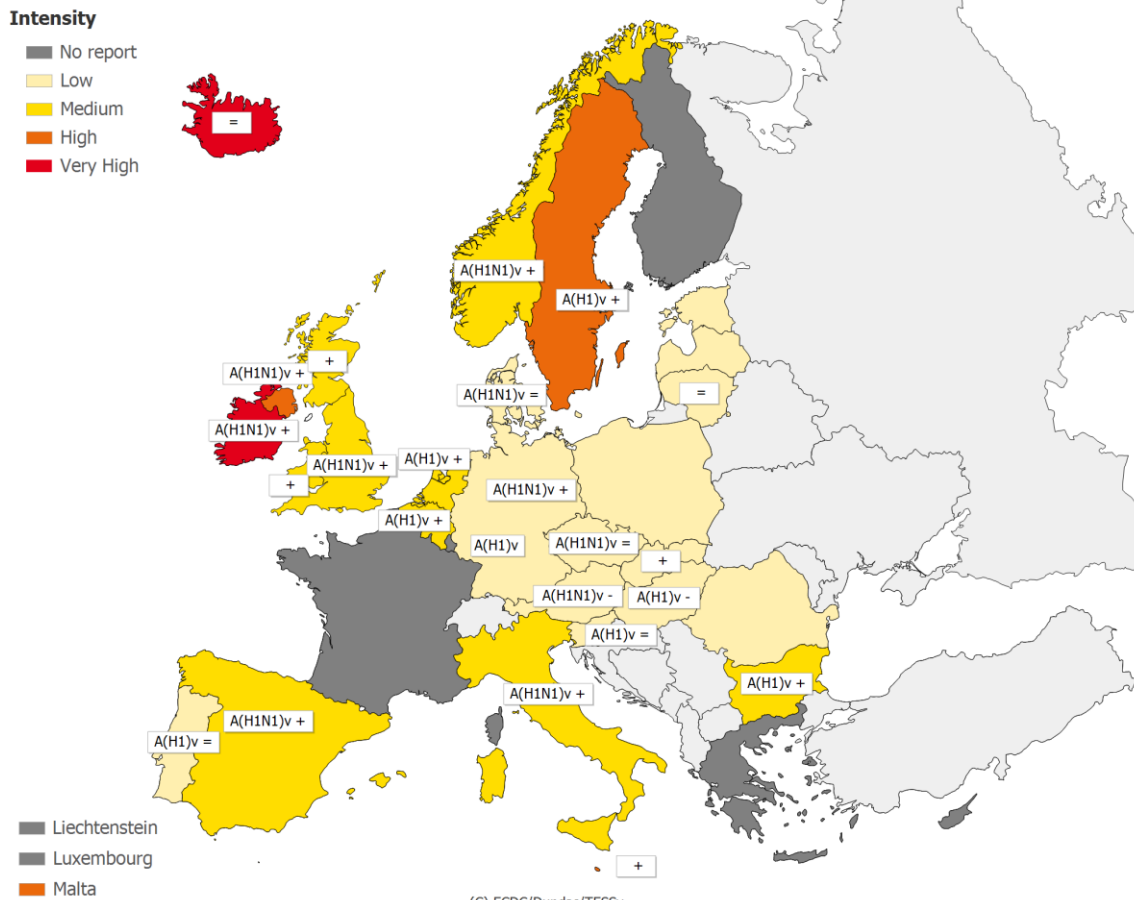 Intensity
No report
Low
Medium
High
Very High
=
A(H1N1)v +
A(H1)v +
+
A(H1N1)v +
A(H1N1)v =
=
A(H1N1)v +
A(H1)v +
A(H1N1)v +
+
A(H1N1)v +
A(H1)v +
A(H1)v
A(H1N1)v =
+
A(H1N1)v -
A(H1)v -
A(H1)v =
A(H1)v +
A(H1N1)v +
A(H1N1)v +
A(H1)v =
+
Liechtenstein
Luxembourg
Malta